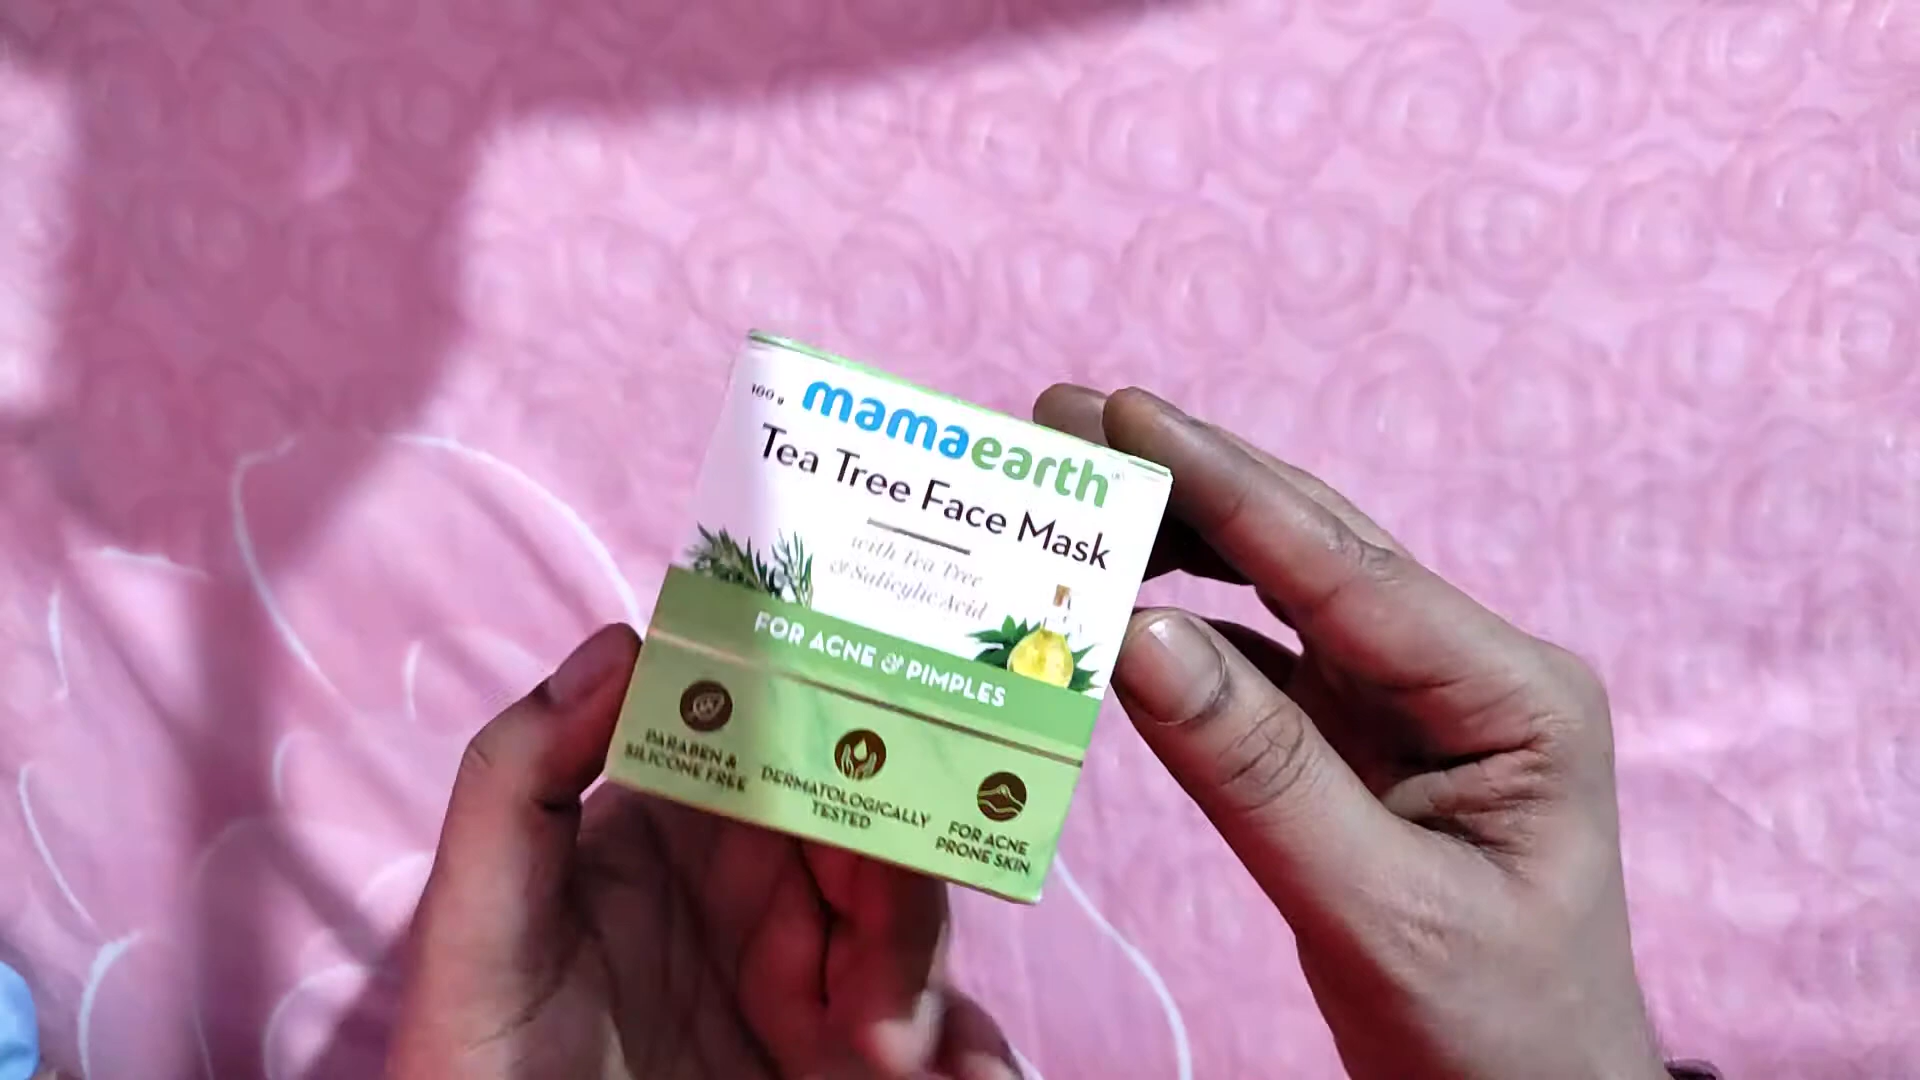 100 g
mamaearth®
Tea Tree Face Mask
with Tea Tree
& Salicylic Acid
FOR ACNE & PIMPLES
PARABEN &
SILICONE FREE
DERMATOLOGICALLY
TESTED
FOR ACNE
PRONE SKIN